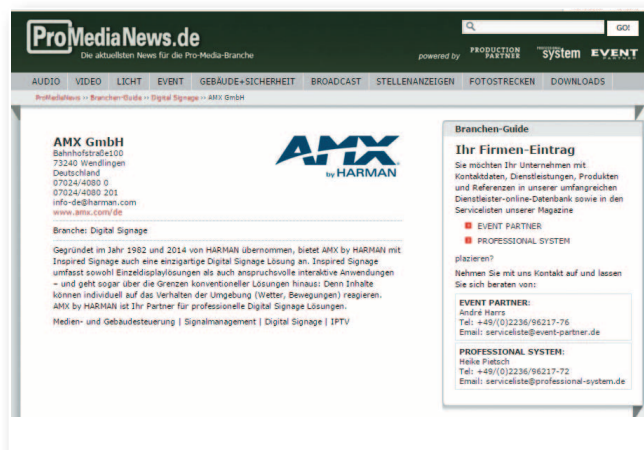 ProMediaNews.de
Die aktuellsten News für die Pro-Media-Branche
GO!
powered by
PRODUCTION
PARTNER
PROFESSIONAL
system
EVENT
PARTNER
AUDIO VIDEO LICHT EVENT GEBÄUDE+SICHERHEIT BROADCAST STELLENANZEIGEN FOTOSTRECKEN DOWNLOADS
ProMediaNews ›› Branchen-Guide ›› Digital Signage ›› AMX GmbH
AMX GmbH
Bahnhofstraße100
73240 Wendlingen
Deutschland
07024/4080 0
07024/4080 201
info-de@harman.com
www.amx.com/de
AMX
by HARMAN
Branche: Digital Signage
Gegründet im Jahr 1982 und 2014 von HARMAN übernommen, bietet AMX by HARMAN mit
Inspired Signage auch eine einzigartige Digital Signage Lösung an. Inspired Signage
umfasst sowohl Einzeldisplaylösungen als auch anspruchsvolle interaktive Anwendungen
– und geht sogar über die Grenzen konventioneller Lösungen hinaus: Denn Inhalte
können individuell auf das Verhalten der Umgebung (Wetter, Bewegungen) reagieren.
AMX by HARMAN ist Ihr Partner für professionelle Digital Signage Lösungen.
Medien- und Gebäudesteuerung | Signalmanagement | Digital Signage | IPTV
Branchen-Guide
Ihr Firmen-Eintrag
Sie möchten Ihr Unternehmen mit
Kontaktdaten, Dienstleistungen, Produkten
und Referenzen in unserer umfangreichen
Dienstleister-online-Datenbank sowie in den
Servicelisten unserer Magazine
EVENT PARTNER
PROFESSIONAL SYSTEM
plazieren?
Nehmen Sie mit uns Kontakt auf und lassen
Sie sich beraten von:
EVENT PARTNER:
André Harrs
Tel: +49/(0)2236/96217-76
Email: serviceliste@event-partner.de
PROFESSIONAL SYSTEM:
Heike Pietsch
Tel: +49/(0)2236/96217-72
Email: serviceliste@professional-system.de